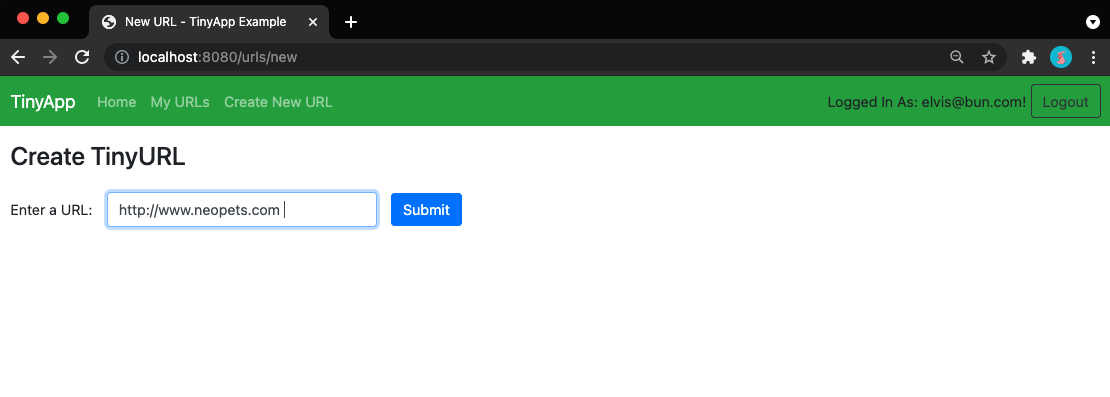 New URL - TinyApp Example
localhost:8080/urls/new
TinyApp Home My URLs Create New URL Logged In As: elvis@bun.com! Logout
Create TinyURL
Enter a URL: http://www.neopets.com Submit